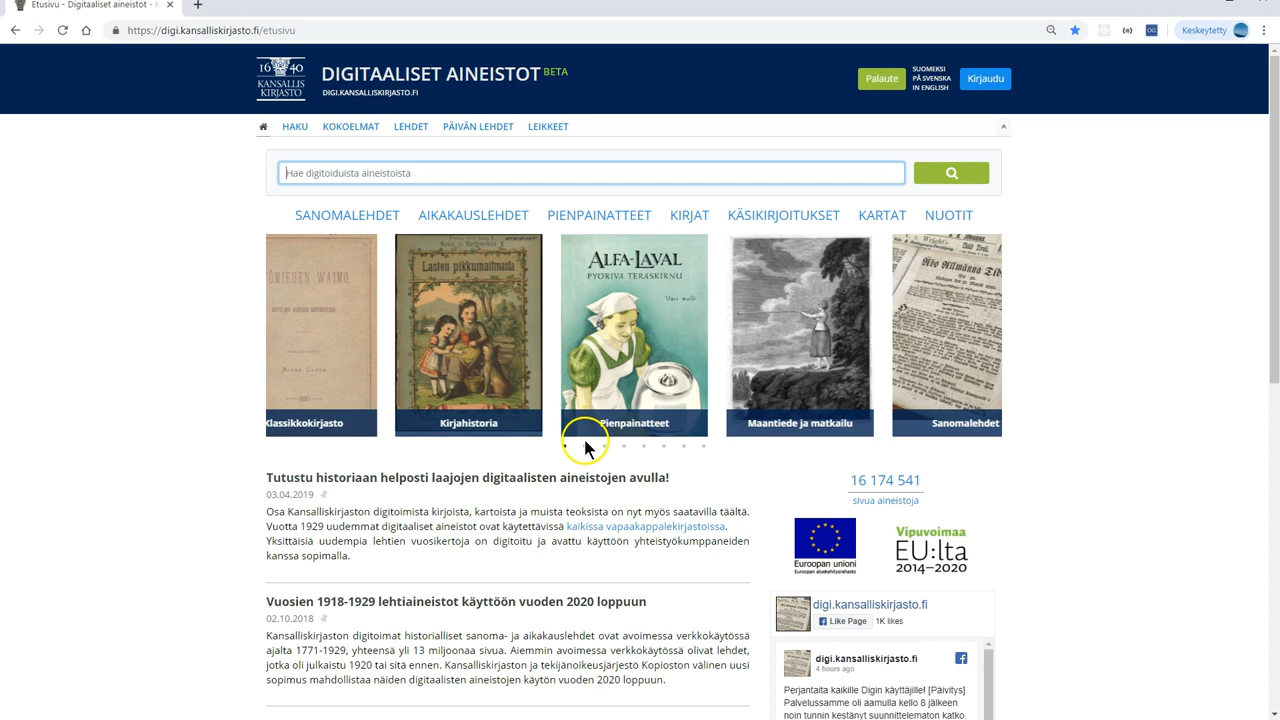 Etusivu - Digitaaliset aineistot - K
https://digi.kansalliskirjasto.fi/etusivu
Keskeytetty
16 40
KANSALLIS
KIRJASTO
DIGITAALISET AINEISTOT BETA
DIGI.KANSALLISKIRJASTO.FI
Palaute
SUOMEKSI
PÅ SVENSKA
IN ENGLISH
Kirjaudu
HAKU KOKOELMAT LEHDET PÄIVÄN LEHDET LEIKKEET
Hae digitoiduista aineistoista
SANOMALEHDET AIKAKAUSLEHDET PIENPAINATTEET KIRJAT KÄSIKIRJOITUKSET KARTAT NUOTIT
Lasten pikkumailmasta
ALFA-LAVAL
PYÖRIVÄ TERÄSKIRNU
Uusi malli
Klassikkokirjasto
Kirjahistoria
Pienpainatteet
Maantiede ja matkailu
Sanomalehdet
Tutustu historiaan helposti laajojen digitaalisten aineistojen avulla!
03.04.2019
Osa Kansalliskirjaston digitoimista kirjoista, kartoista ja muista teoksista on nyt myös saatavilla täältä.
Vuotta 1929 uudemmat digitaaliset aineistot ovat käytettävissä kaikissa vapaakappalekirjastoissa.
Yksittäisiä uudempia lehtien vuosikertoja on digitoitu ja avattu käyttöön yhteistyökumppaneiden
kanssa sopimalla.
Vuosien 1918-1929 lehtiaineistot käyttöön vuoden 2020 loppuun
02.10.2018
Kansalliskirjaston digitoimat historialliset sanoma- ja aikakauslehdet ovat avoimessa verkkokäytössä
ajalta 1771-1929, yhteensä yli 13 miljoonaa sivua. Aiemmin avoimessa verkkokäytössä olivat lehdet,
jotka oli julkaistu 1920 tai sitä ennen. Kansalliskirjaston ja tekijänoikeusjärjestö Kopioston välinen uusi
sopimus mahdollistaa näiden digitaalisten aineistojen käytön vuoden 2020 loppuun.
16 174 541
sivua aineistoja
Euroopan unioni
Euroopan aluekehitysrahasto
Vipuvoimaa
EU:lta
2014–2020
digi.kansalliskirjasto.fi
Like Page 1K likes
digi.kansalliskirjasto.fi
4 hours ago
Perjantaita kaikille Digin käyttäjille! [Päivitys]
Palvelussamme oli aamulla kello 8 jälkeen
noin tunnin kestänyt suunnittelematon katko.